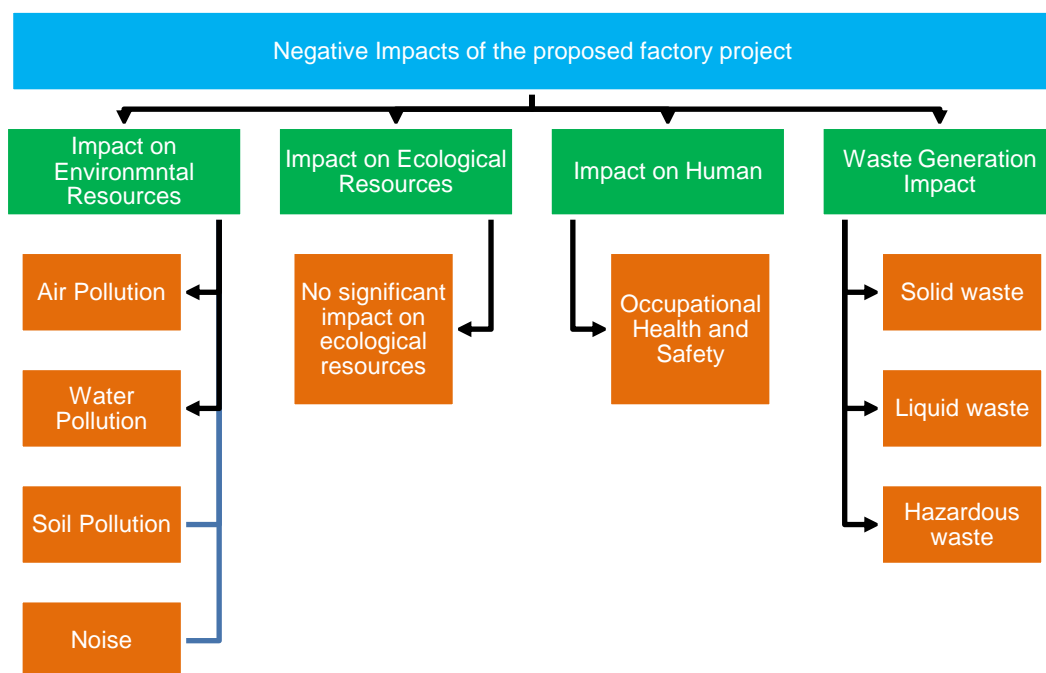 Negative Impacts of the proposed factory project
Impact on
Environmntal
Resources
Impact on Ecological
Resources
Impact on Human
Waste Generation
Impact
Air Pollution
No significant
impact on
ecological
resources
Occupational
Health and
Safety
Solid waste
Water
Pollution
Liquid waste
Soil Pollution
Hazardous
waste
Noise